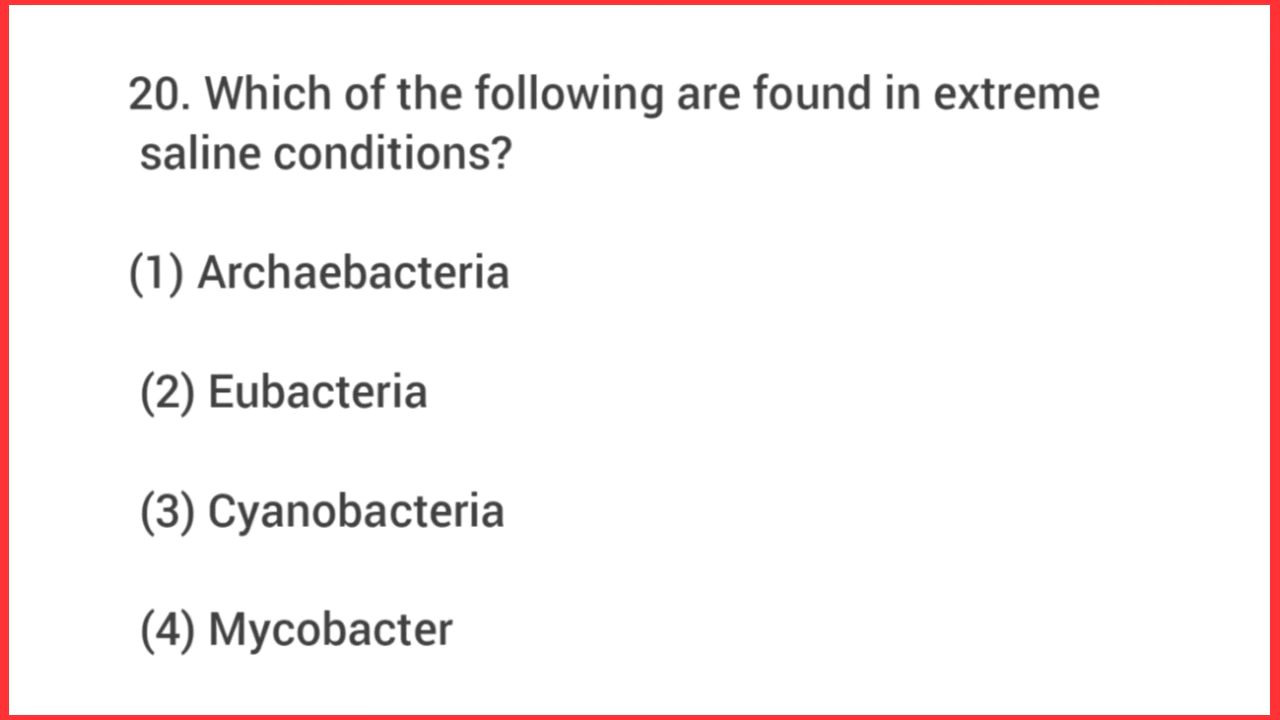 20. Which of the following are found in extreme
saline conditions?
(1) Archaebacteria
(2) Eubacteria
(3) Cyanobacteria
(4) Mycobacter